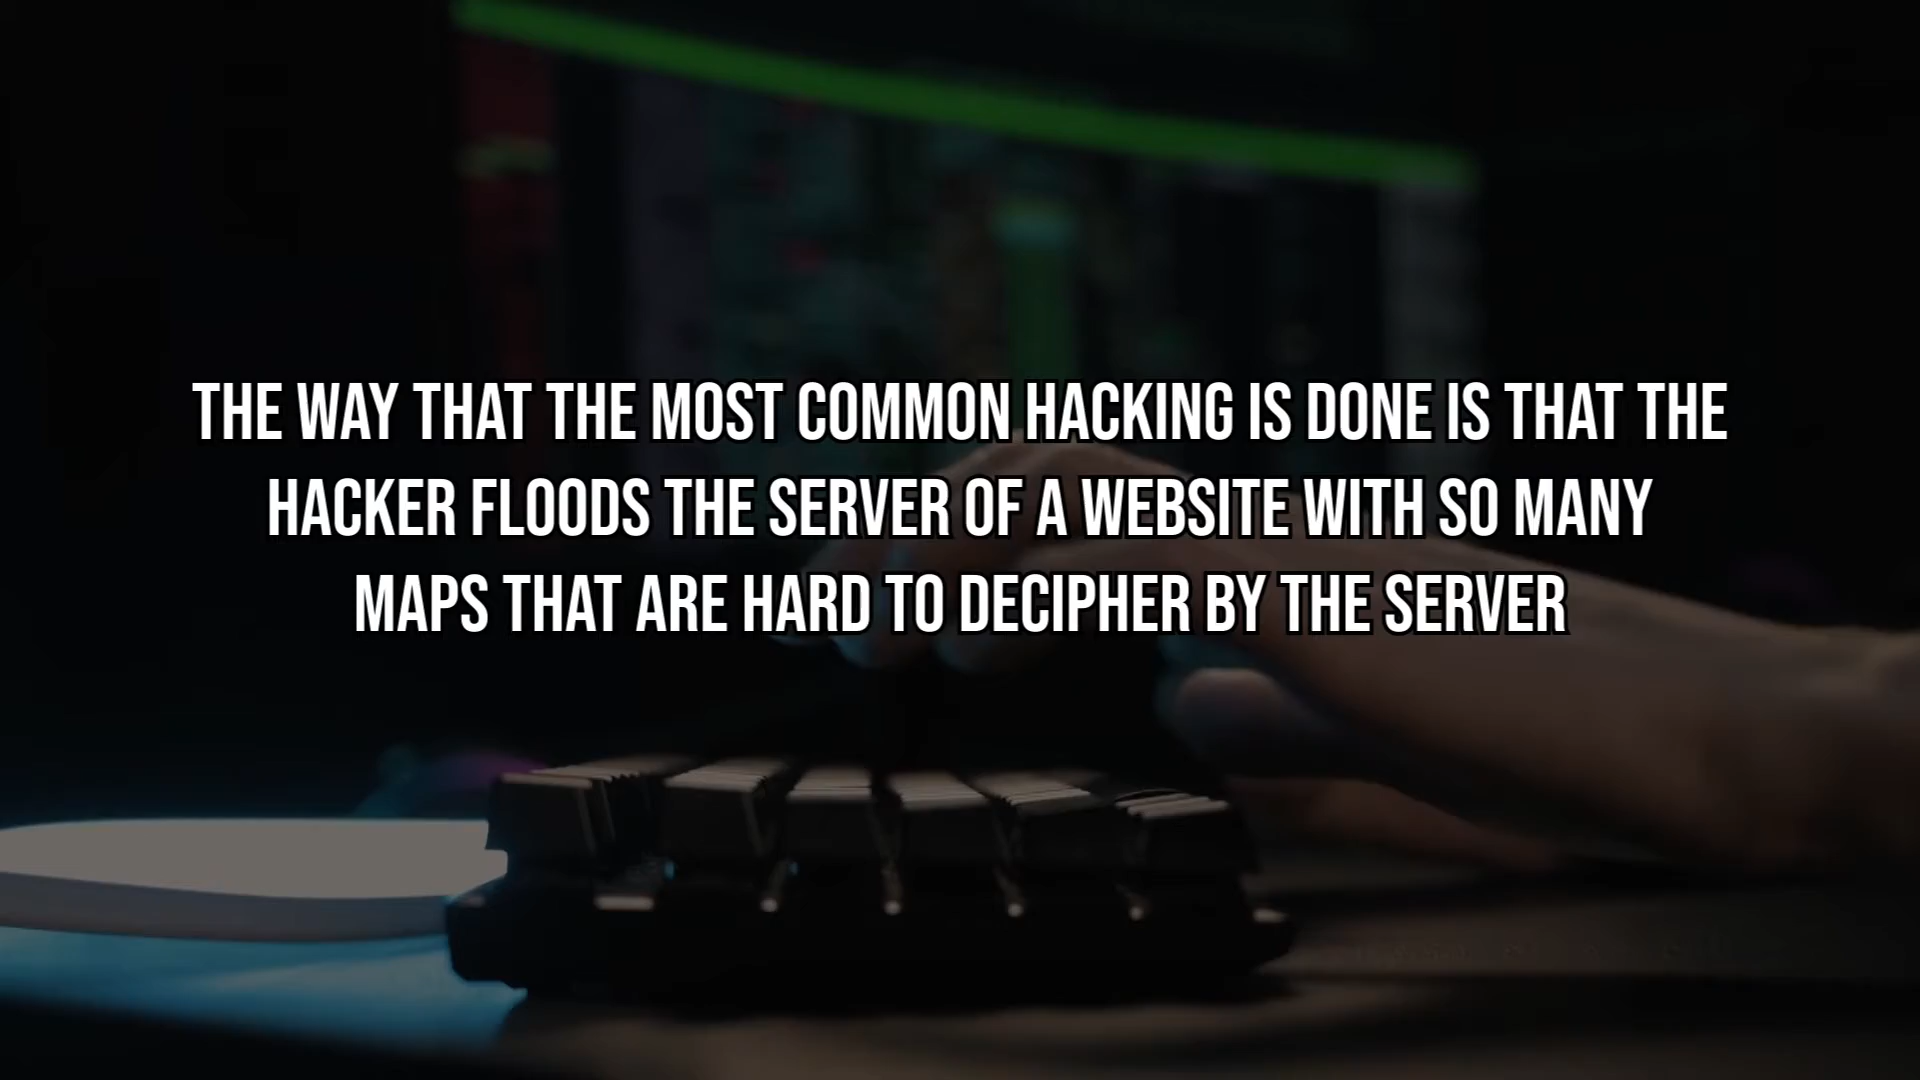 THE WAY THAT THE MOST COMMON HACKING IS DONE IS THAT THE
HACKER FLOODS THE SERVER OF A WEBSITE WITH SO MANY
MAPS THAT ARE HARD TO DECIPHER BY THE SERVER